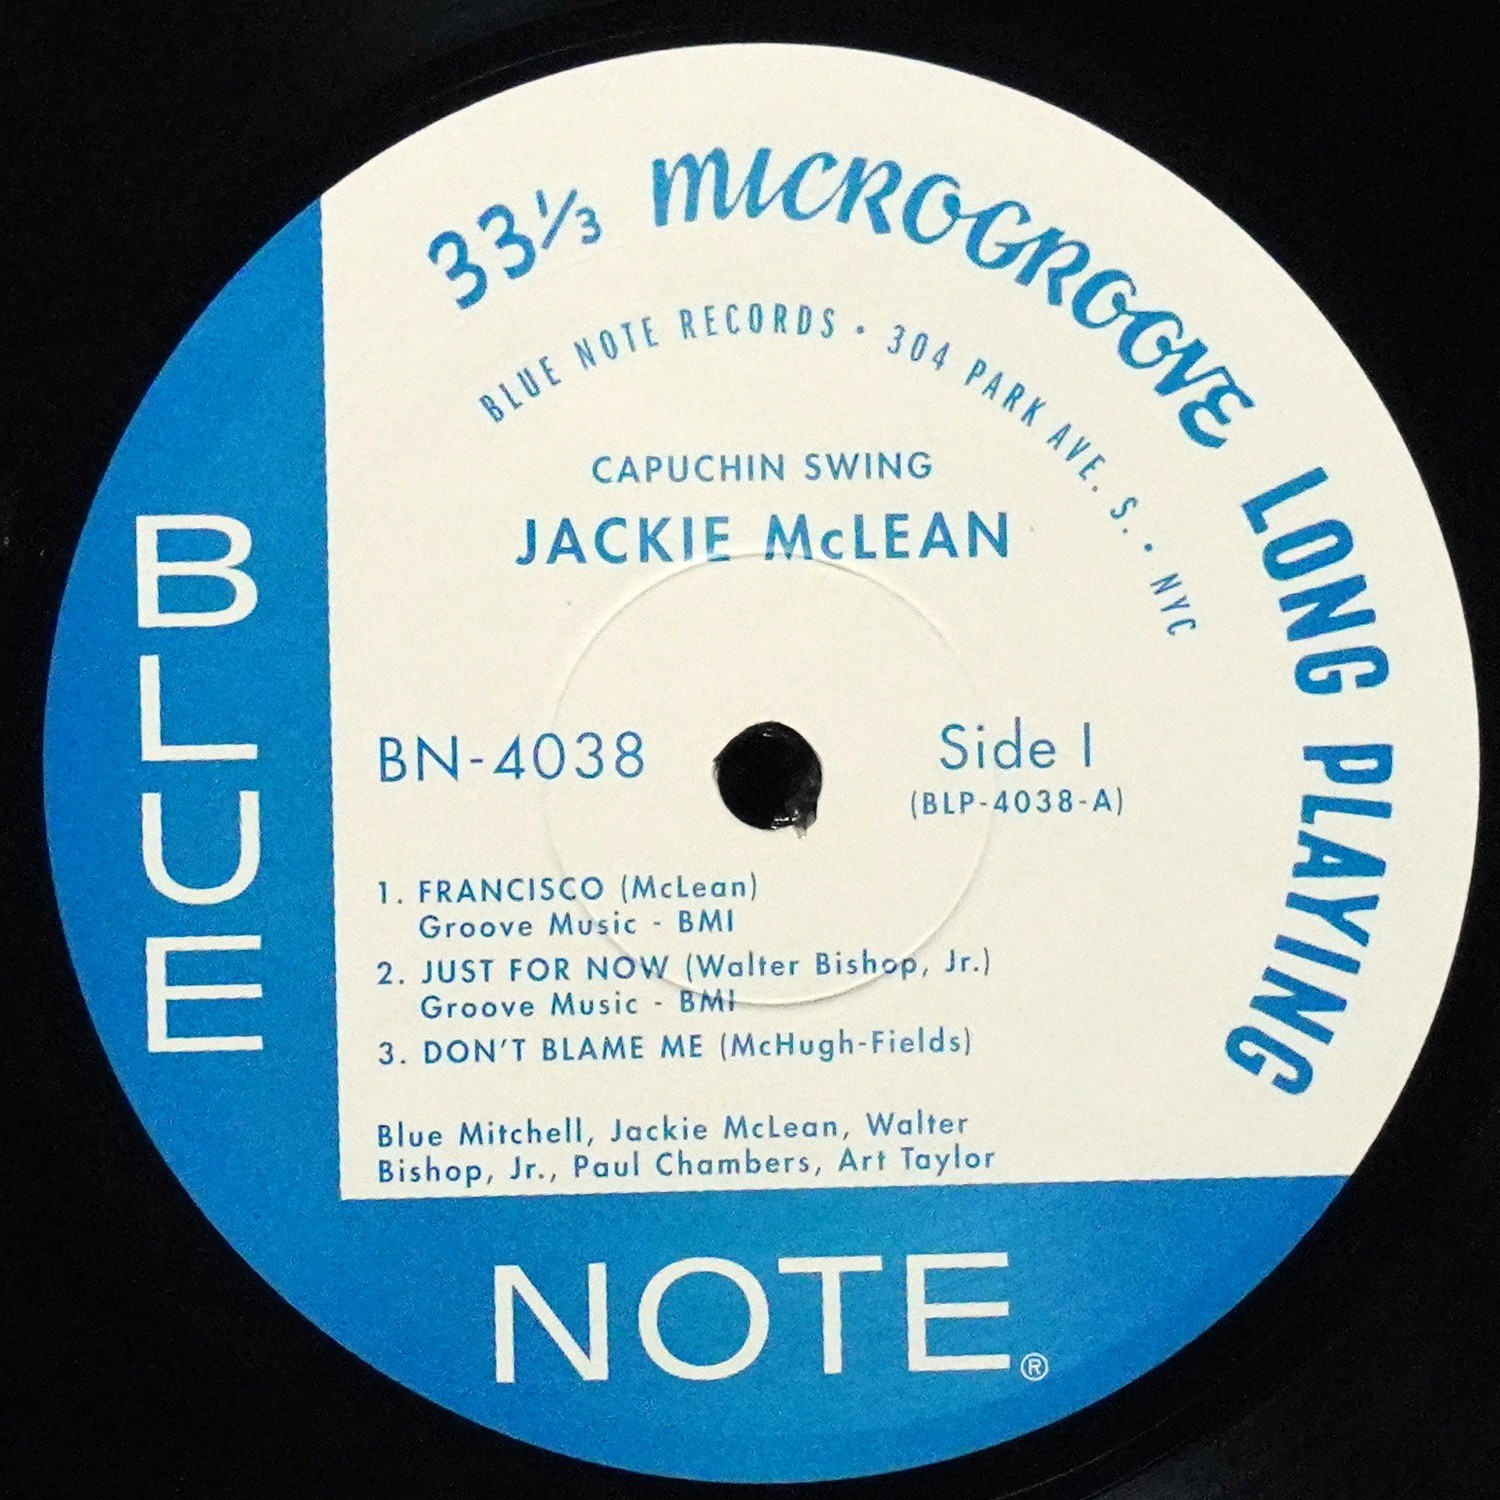 33⅓ MICROGROOVE LONG PLAYING
BLUE NOTE RECORDS • 304 PARK AVE. S. • NYC
CAPUCHIN SWING
JACKIE McLEAN
BN-4038
Side 1
(BLP-4038-A)
1. FRANCISCO (McLean)
Groove Music - BMI
2. JUST FOR NOW (Walter Bishop, Jr.)
Groove Music - BMI
3. DON'T BLAME ME (McHugh-Fields)
Blue Mitchell, Jackie McLean, Walter
Bishop, Jr., Paul Chambers, Art Taylor
BLUE
NOTE®